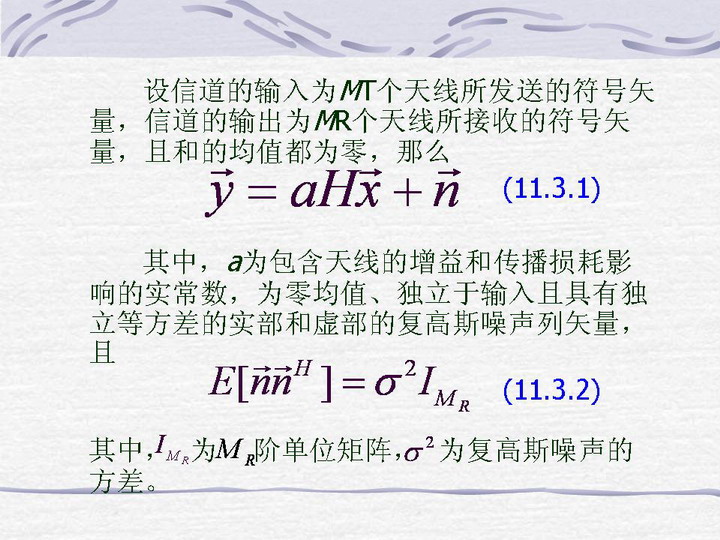 设信道的输入为MT个天线所发送的符号矢
量，信道的输出为MR个天线所接收的符号矢
量，且和的均值都为零，那么
$\vec{y} = aH\vec{x} + \vec{n}$ (11.3.1)
其中，a为包含天线的增益和传播损耗影
响的实常数，为零均值、独立于输入且具有独
立等方差的实部和虚部的复高斯噪声列矢量，
且
$E[\vec{n}\vec{n}^{H}] = \sigma^{2} I_{M_R}$ (11.3.2)
其中，$I_{M_R}$为$M_R$阶单位矩阵，$\sigma^{2}$为复高斯噪声的
方差。